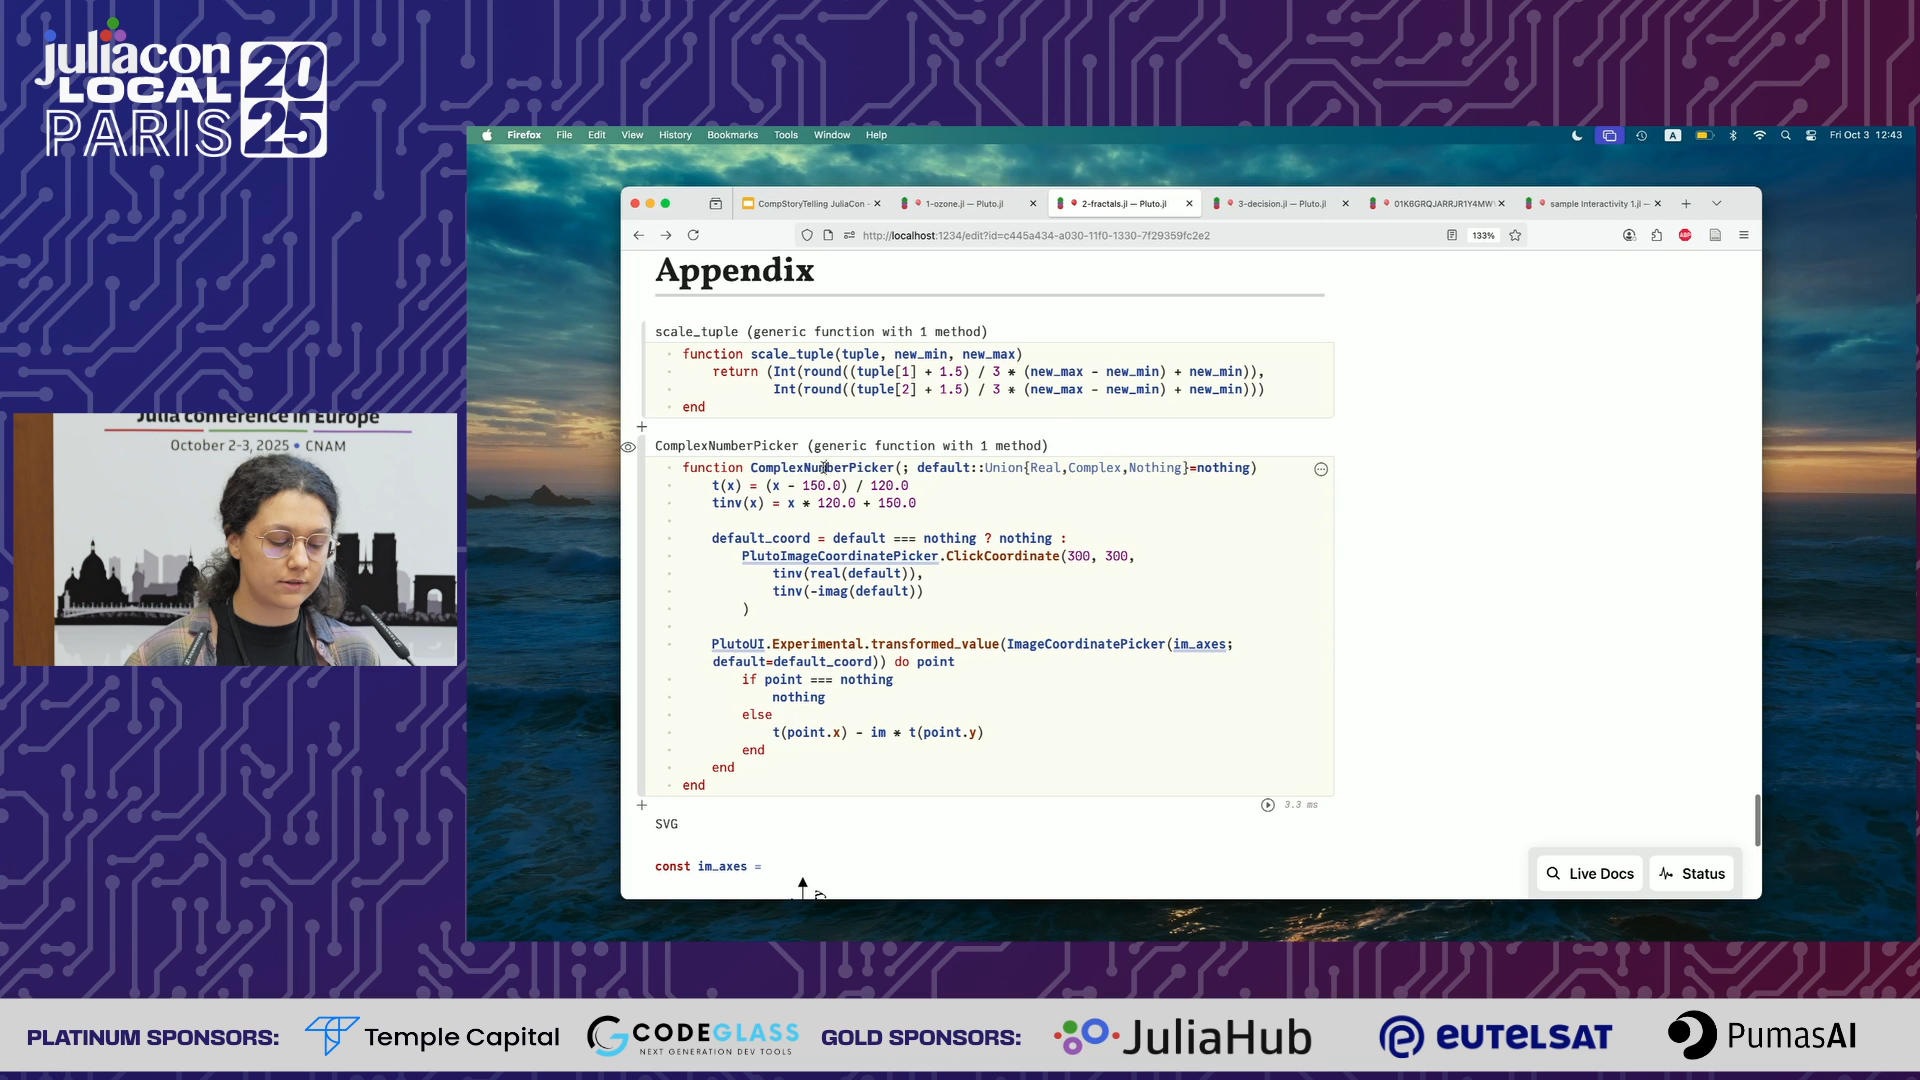 juliacon
LOCAL
PARIS
20
25
Firefox File Edit View History Bookmarks Tools Window Help
A
Fri Oct 3 12:43
CompStoryTelling JuliaCon -
1-ozone.jl — Pluto.jl
2-fractals.jl — Pluto.jl
3-decision.jl — Pluto.jl
01K6GRQJARRJR1Y4MW
sample Interactivity 1.jl —
http://localhost:1234/edit?id=c445a434-a030-11f0-1330-7f29359fc2e2
133%
ABP
Appendix
scale_tuple (generic function with 1 method)
function scale_tuple(tuple, new_min, new_max)
return (Int(round((tuple[1] + 1.5) / 3 * (new_max - new_min) + new_min)),
Int(round((tuple[2] + 1.5) / 3 * (new_max - new_min) + new_min)))
end
ComplexNumberPicker (generic function with 1 method)
function ComplexNumberPicker(; default::Union{Real,Complex,Nothing}=nothing)
t(x) = (x - 150.0) / 120.0
tinv(x) = x * 120.0 + 150.0
default_coord = default === nothing ? nothing :
PlutoImageCoordinatePicker.ClickCoordinate(300, 300,
tinv(real(default)),
tinv(-imag(default))
)
PlutoUI.Experimental.transformed_value(ImageCoordinatePicker(im_axes;
default=default_coord)) do point
if point === nothing
nothing
else
t(point.x) - im * t(point.y)
end
end
end
3.3 ms
SVG
const im_axes =
Live Docs
Status
Julia conference in Europe
October 2-3, 2025 • CNAM
PLATINUM SPONSORS:
Temple Capital
CODEGLASS
NEXT GENERATION DEV TOOLS
GOLD SPONSORS:
JuliaHub
EUTELSAT
PumasAI